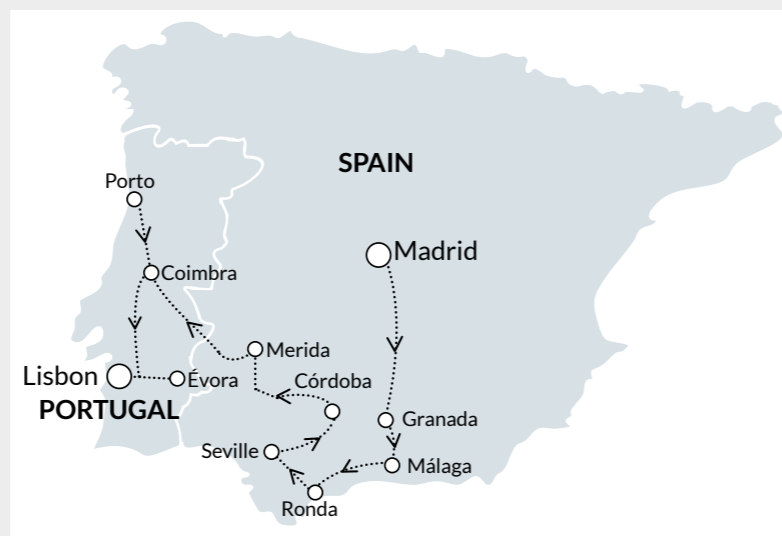 SPAIN
Porto
Madrid
Coimbra
Merida
Lisbon
Évora
Córdoba
PORTUGAL
Granada
Seville
Málaga
Ronda